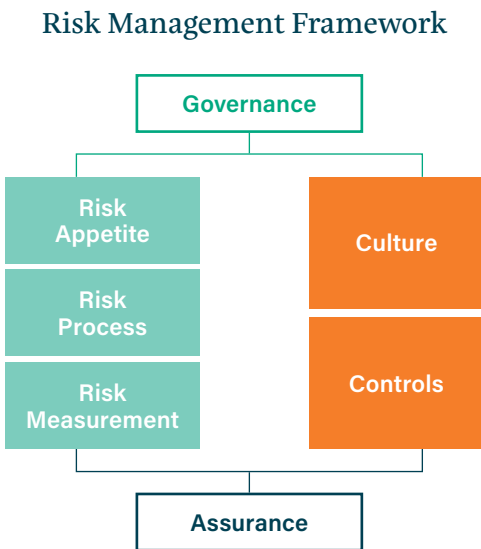 Risk Management Framework
Governance
Risk
Appetite
Risk
Process
Risk
Measurement
Culture
Controls
Assurance